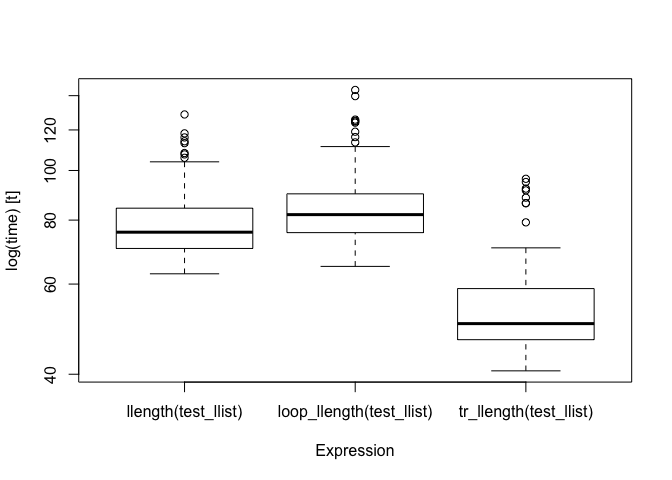 log(time) [t]
120
100
80
60
40
llength(test_llist)
loop_llength(test_llist)
tr_llength(test_llist)
Expression